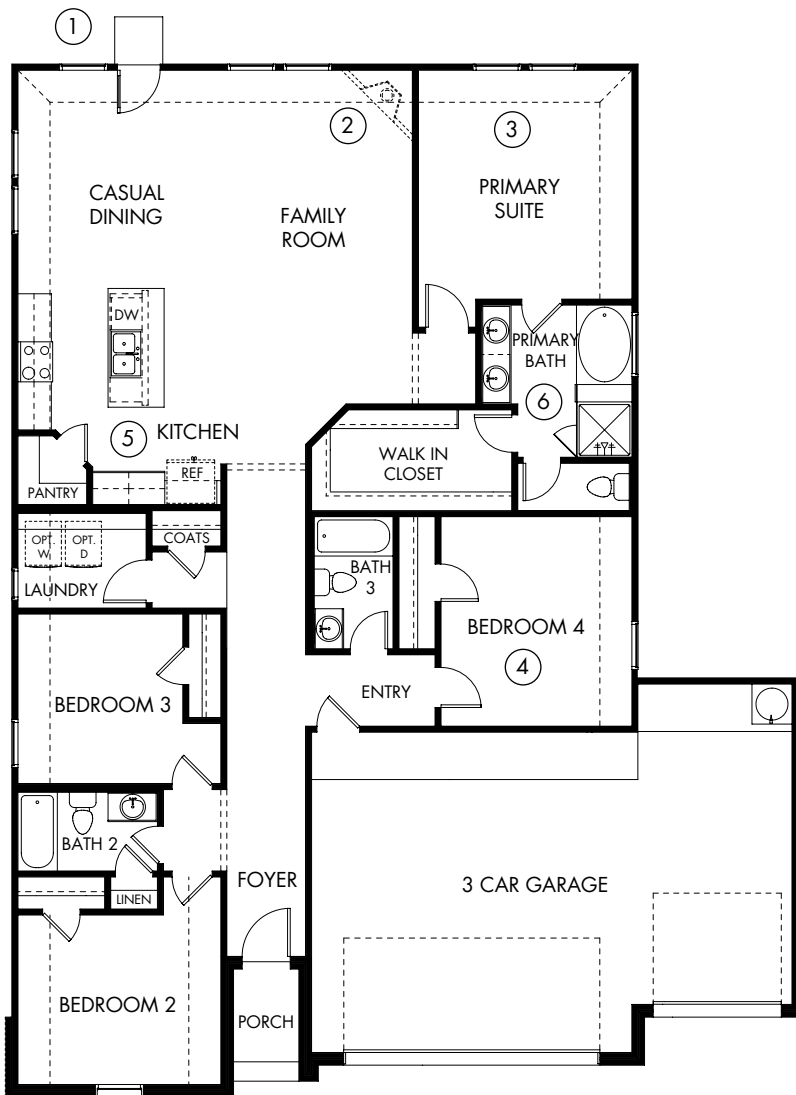 1
2
3
CASUAL
DINING
FAMILY
ROOM
PRIMARY
SUITE
DW
PRIMARY
BATH
6
5
KITCHEN
REF
PANTRY
WALK IN
CLOSET
OPT.
W
OPT.
D
COATS
LAUNDRY
BATH
3
BEDROOM 4
4
BEDROOM 3
ENTRY
BATH 2
LINEN
FOYER
3 CAR GARAGE
BEDROOM 2
PORCH